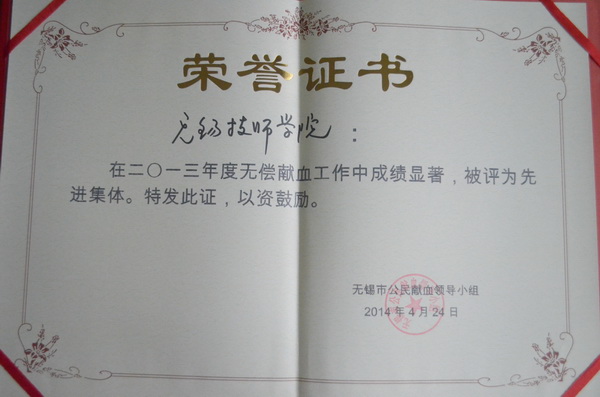 荣誉证书
无锡技师学院：
在二〇一三年度无偿献血工作中成绩显著，被评为先
进集体。特发此证，以资鼓励。
无锡市公民献血领导小组
2014年4月24日